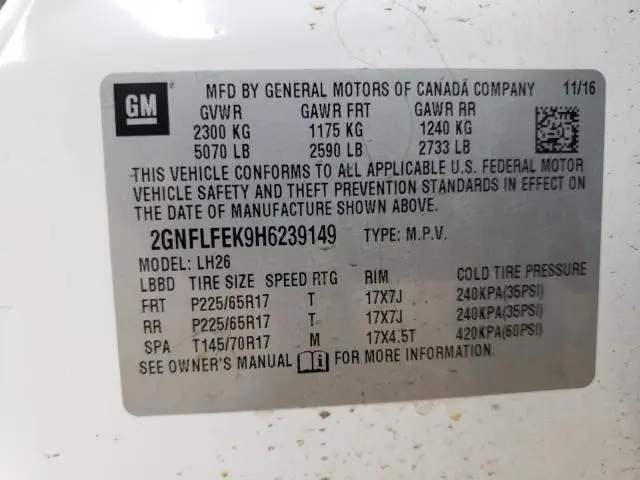 GM
MFD BY GENERAL MOTORS OF CANADA COMPANY 11/16
GVWR GAWR FRT GAWR RR
2300 KG 1175 KG 1240 KG
5070 LB 2590 LB 2733 LB
THIS VEHICLE CONFORMS TO ALL APPLICABLE U.S. FEDERAL MOTOR
VEHICLE SAFETY AND THEFT PREVENTION STANDARDS IN EFFECT ON
THE DATE OF MANUFACTURE SHOWN ABOVE.
2GNFLFEK9H6239149 TYPE: M.P.V.
MODEL: LH26
LBBD TIRE SIZE SPEED RTG RIM COLD TIRE PRESSURE
FRT P225/65R17 T 17X7J 240KPA(35PSI)
RR P225/65R17 T 17X7J 240KPA(35PSI)
SPA T145/70R17 M 17X4.5T 420KPA(60PSI)
SEE OWNER'S MANUAL i FOR MORE INFORMATION.